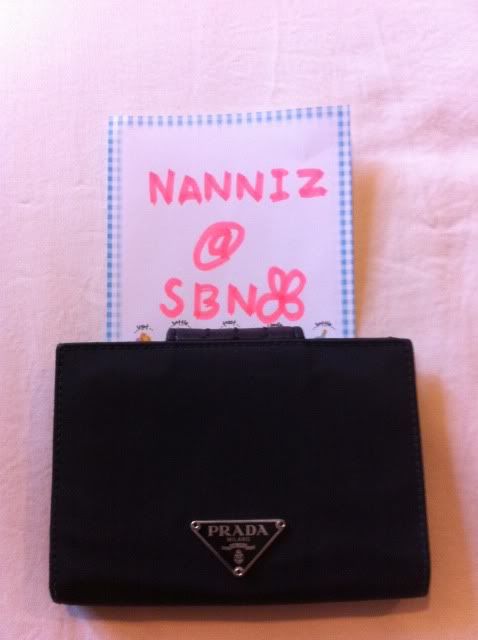 NANNIZ
@
SBN
PRADA
MILANO